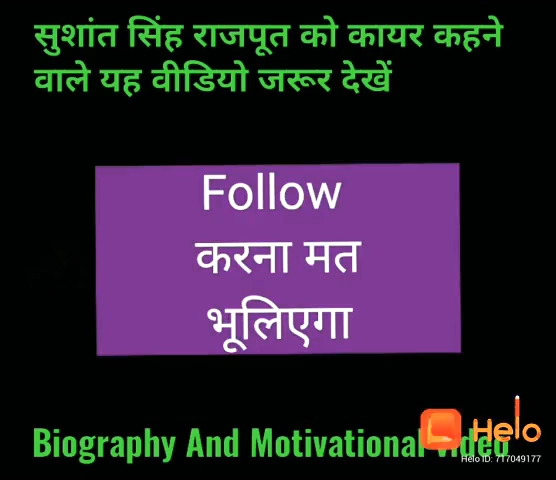 सुशांत सिंह राजपूत को कायर कहने
वाले यह वीडियो जरूर देखें
Follow
करना मत
भूलिएगा
Biography And Motivational Video
Helo
Helo ID: 717049177